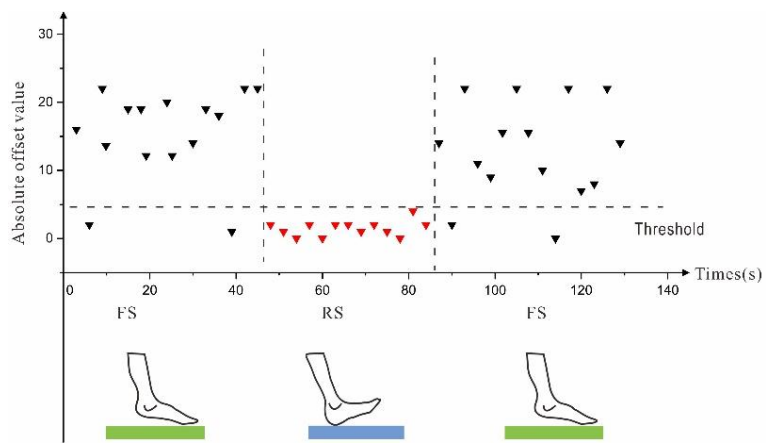 Absolute offset value
30
20
10
0
Threshold
0 20 40 60 80 100 120 140 Times(s)
FS RS FS